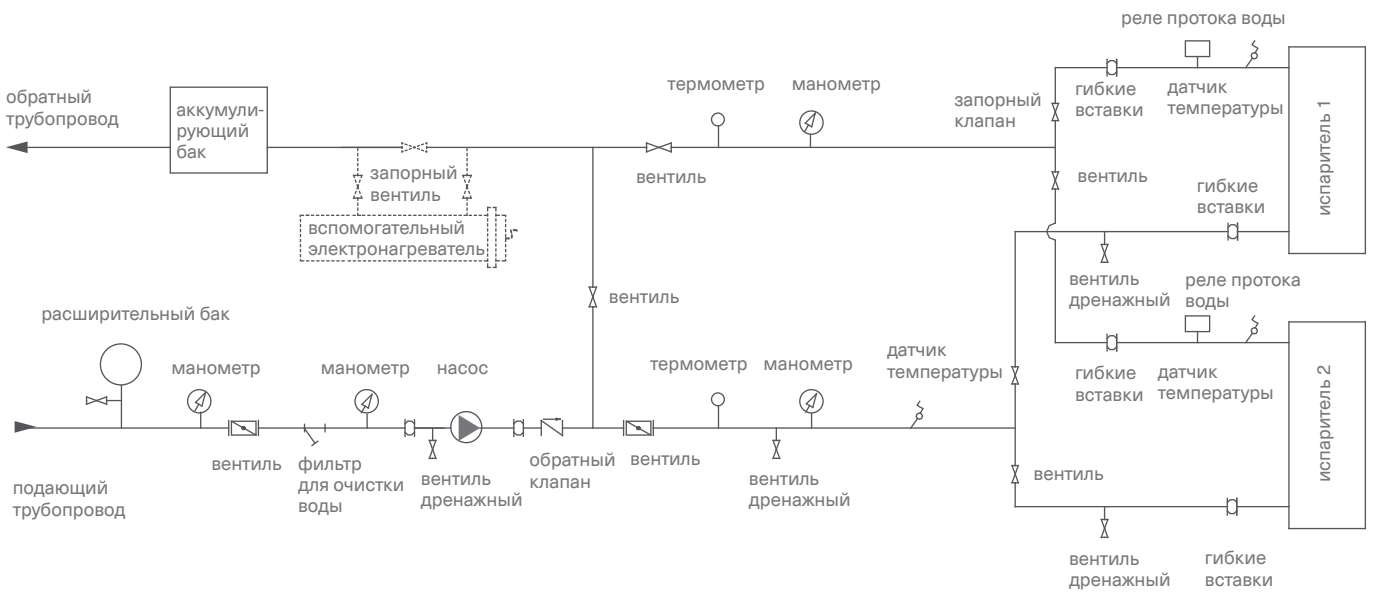 реле протока воды
обратный
трубопровод
аккумули-
рующий
бак
термометр
манометр
запорный
клапан
гибкие
вставки
датчик
температуры
испаритель 1
запорный
вентиль
вентиль
вентиль
гибкие
вставки
вспомогательный
электронагреватель
вентиль
дренажный
реле протока
воды
расширительный бак
вентиль
манометр
манометр
насос
термометр
манометр
датчик
температуры
гибкие
вставки
датчик
температуры
испаритель 2
подающий
трубопровод
вентиль
фильтр
для очистки
воды
вентиль
дренажный
обратный
клапан
вентиль
вентиль
дренажный
вентиль
вентиль
дренажный
гибкие
вставки